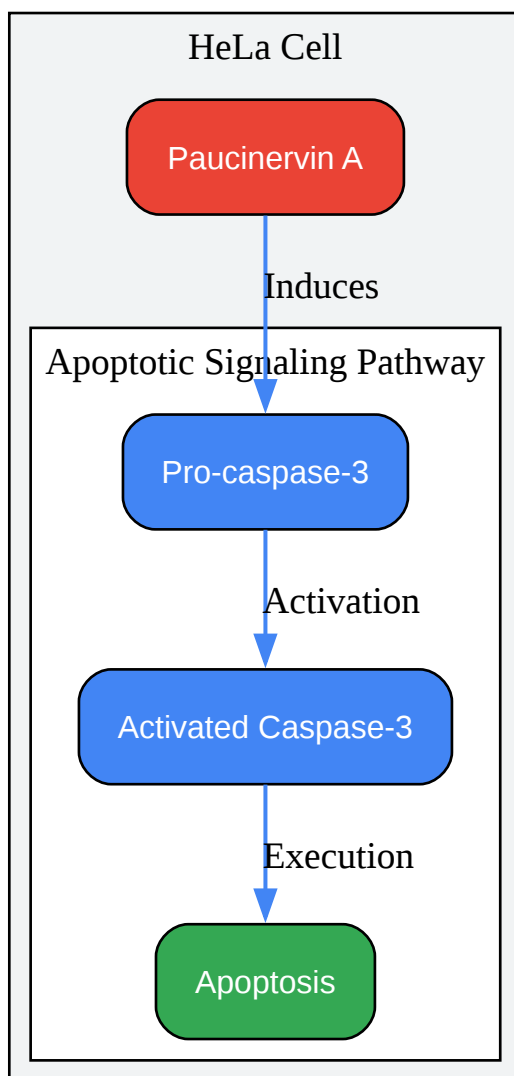 HeLa Cell
Paucinervin A
Induces
Apoptotic Signaling Pathway
Pro-caspase-3
Activation
Activated Caspase-3
Execution
Apoptosis